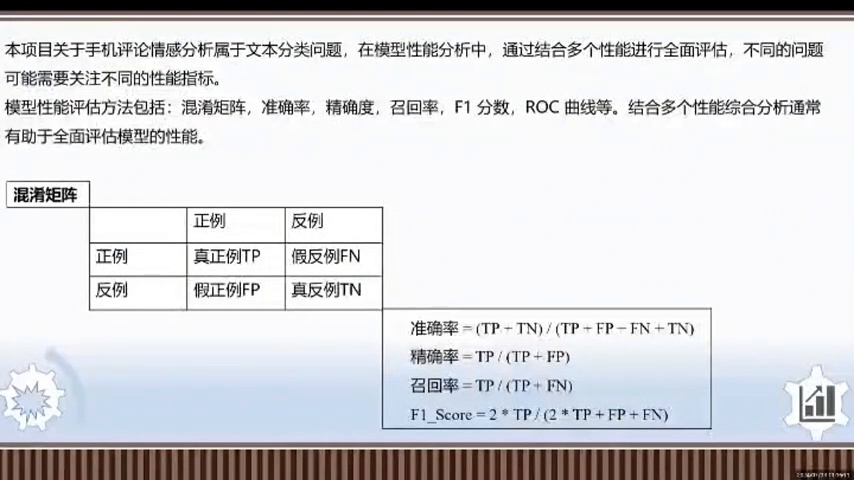 本项目关于手机评论情感分析属于文本分类问题，在模型性能分析中，通过结合多个性能进行全面评估，不同的问题
可能需要关注不同的性能指标。
模型性能评估方法包括：混淆矩阵，准确率，精确度，召回率，F1 分数，ROC 曲线等。结合多个性能综合分析通常
有助于全面评估模型的性能。
混淆矩阵
正例 反例
正例 真正例TP 假反例FN
反例 假正例FP 真反例TN
准确率 = (TP + TN) / (TP + FP + FN + TN)
精确率 = TP / (TP + FP)
召回率 = TP / (TP + FN)
F1_Score = 2 * TP / (2 * TP + FP + FN)